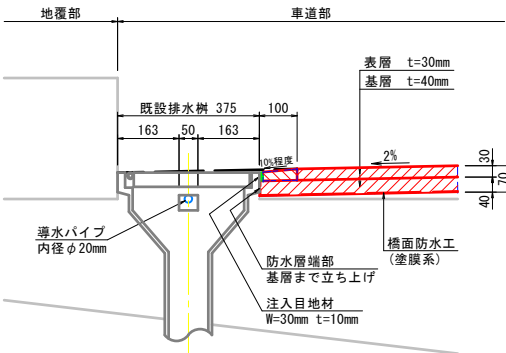 地覆部
車道部
表層 t=30mm
基層 t=40mm
既設排水桝 375
100
163
50
163
10%程度
2%
30
70
40
導水パイプ
内径φ20mm
橋面防水工
(塗膜系)
防水層端部
基層まで立ち上げ
注入目地材
W=30mm t=10mm